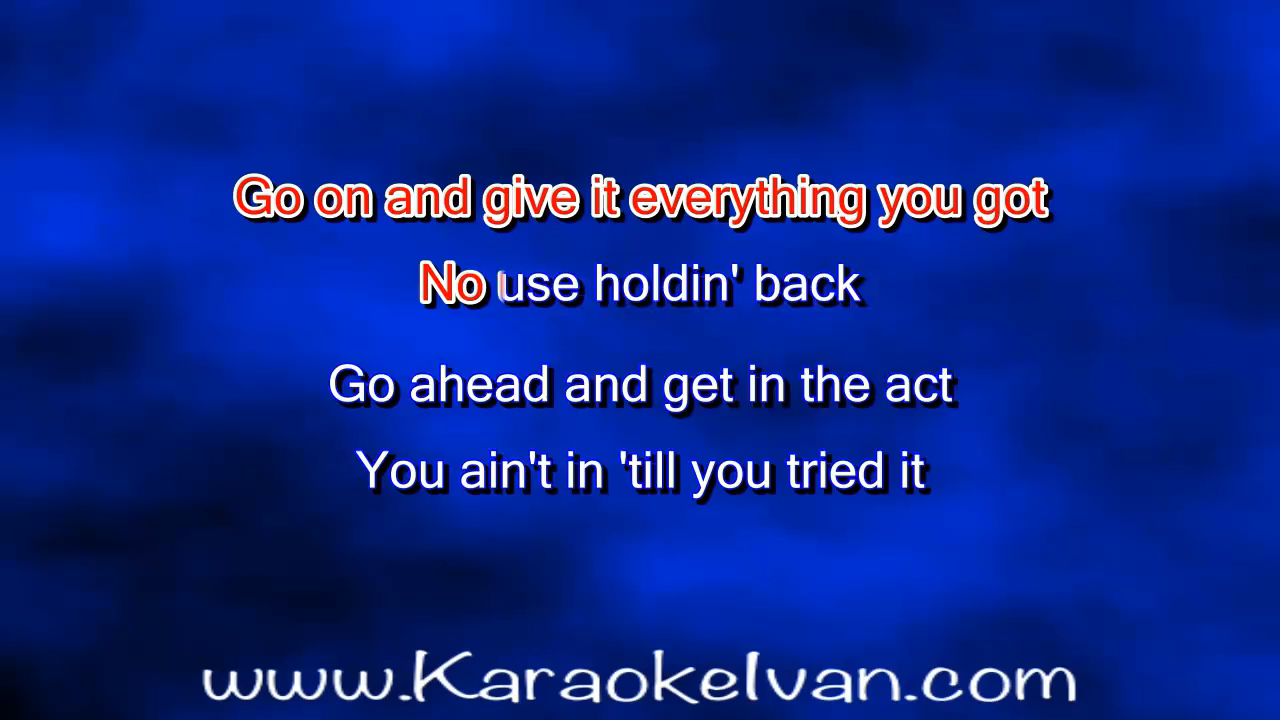 Go on and give it everything you got
No use holdin' back
Go ahead and get in the act
You ain't in 'till you tried it
www.KaraokeIvan.com